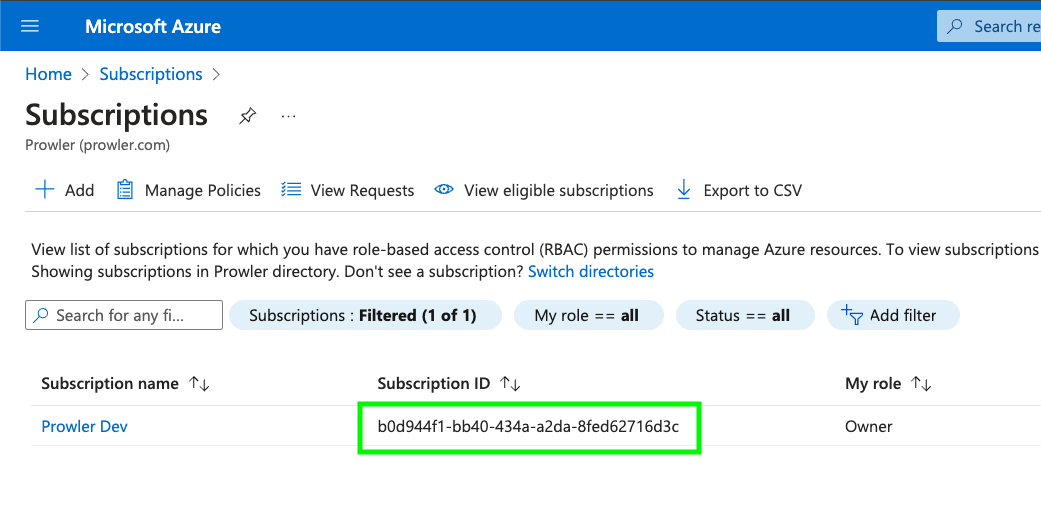 Microsoft Azure
Search re
Home > Subscriptions >
Subscriptions ...
Prowler (prowler.com)
Add Manage Policies View Requests View eligible subscriptions Export to CSV
View list of subscriptions for which you have role-based access control (RBAC) permissions to manage Azure resources. To view subscriptions
Showing subscriptions in Prowler directory. Don't see a subscription? Switch directories
Search for any fi... Subscriptions : Filtered (1 of 1) My role == all Status == all Add filter
Subscription name Subscription ID My role
Prowler Dev b0d944f1-bb40-434a-a2da-8fed62716d3c Owner